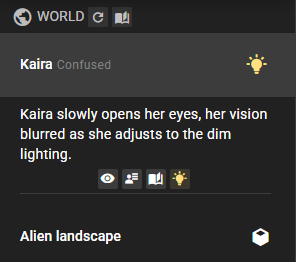 WORLD
Kaira Confused
Kaira slowly opens her eyes, her vision
blurred as she adjusts to the dim
lighting.
Alien landscape